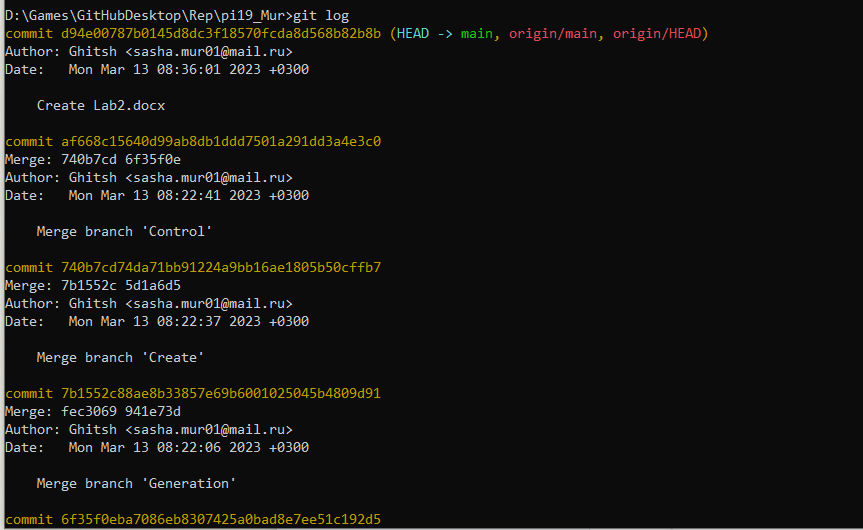 D:\Games\GitHubDesktop\Rep\pi19_Mur>git log
commit d94e00787b0145d8dc3f18570fcda8d568b82b8b (HEAD -> main, origin/main, origin/HEAD)
Author: Ghitsh <sasha.mur01@mail.ru>
Date:   Mon Mar 13 08:36:01 2023 +0300
    Create Lab2.docx
commit af668c15640d99ab8db1ddd7501a291dd3a4e3c0
Merge: 740b7cd 6f35f0e
Author: Ghitsh <sasha.mur01@mail.ru>
Date:   Mon Mar 13 08:22:41 2023 +0300
    Merge branch 'Control'
commit 740b7cd74da71bb91224a9bb16ae1805b50cffb7
Merge: 7b1552c 5d1a6d5
Author: Ghitsh <sasha.mur01@mail.ru>
Date:   Mon Mar 13 08:22:37 2023 +0300
    Merge branch 'Create'
commit 7b1552c88ae8b33857e69b6001025045b4809d91
Merge: fec3069 941e73d
Author: Ghitsh <sasha.mur01@mail.ru>
Date:   Mon Mar 13 08:22:06 2023 +0300
    Merge branch 'Generation'
commit 6f35f0eba7086eb8307425a0bad8e7ee51c192d5